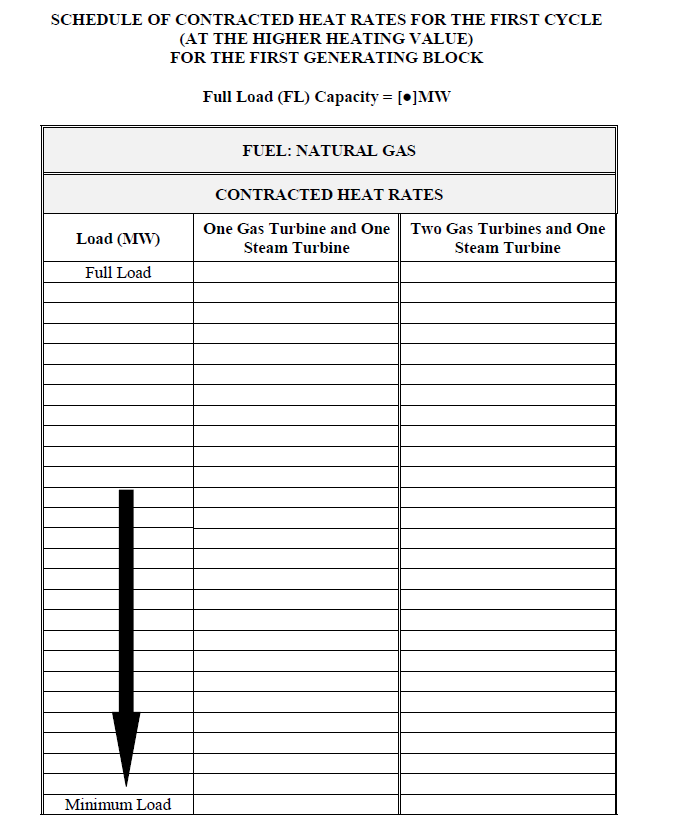 SCHEDULE OF CONTRACTED HEAT RATES FOR THE FIRST CYCLE
(AT THE HIGHER HEATING VALUE)
FOR THE FIRST GENERATING BLOCK
Full Load (FL) Capacity = [●]MW
FUEL: NATURAL GAS
CONTRACTED HEAT RATES
Load (MW)
One Gas Turbine and One
Steam Turbine
Two Gas Turbines and One
Steam Turbine
Full Load
Minimum Load